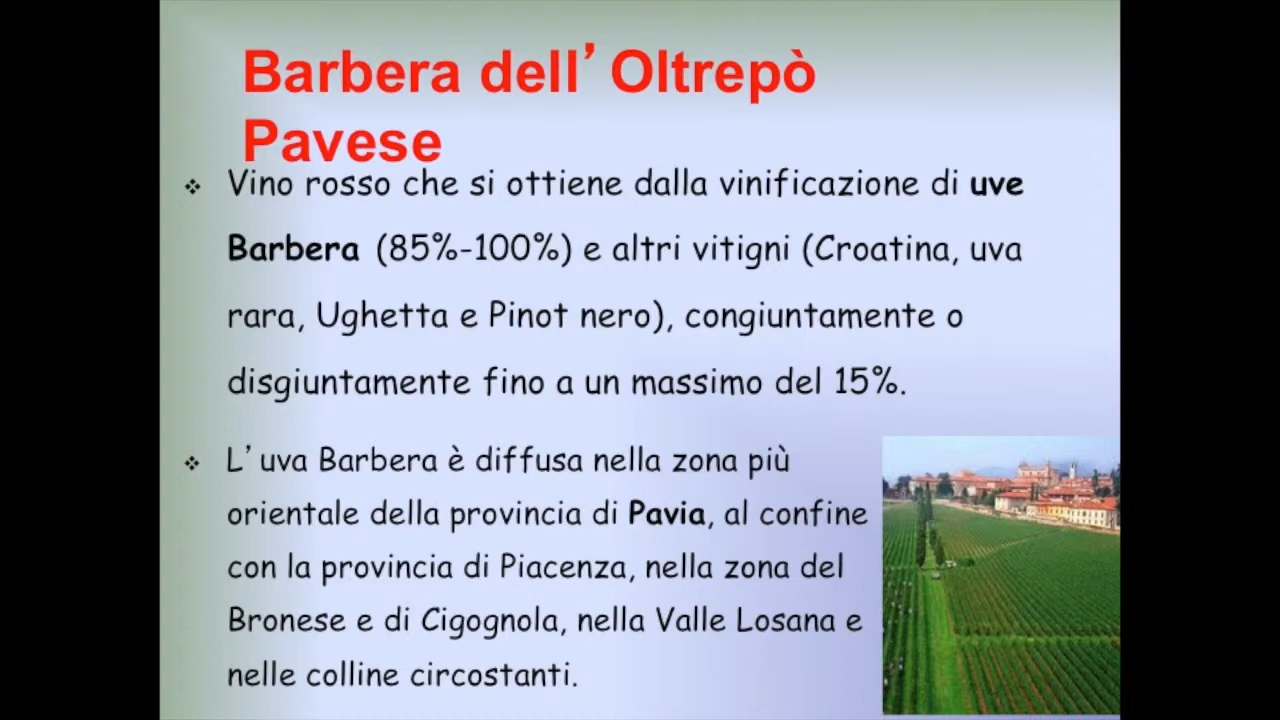 Barbera dell’ Oltrepò
Pavese
❖ Vino rosso che si ottiene dalla vinificazione di uve
Barbera (85%-100%) e altri vitigni (Croatina, uva
rara, Ughetta e Pinot nero), congiuntamente o
disgiuntamente fino a un massimo del 15%.
❖ L’ uva Barbera è diffusa nella zona più
orientale della provincia di Pavia, al confine
con la provincia di Piacenza, nella zona del
Bronese e di Cigognola, nella Valle Losana e
nelle colline circostanti.